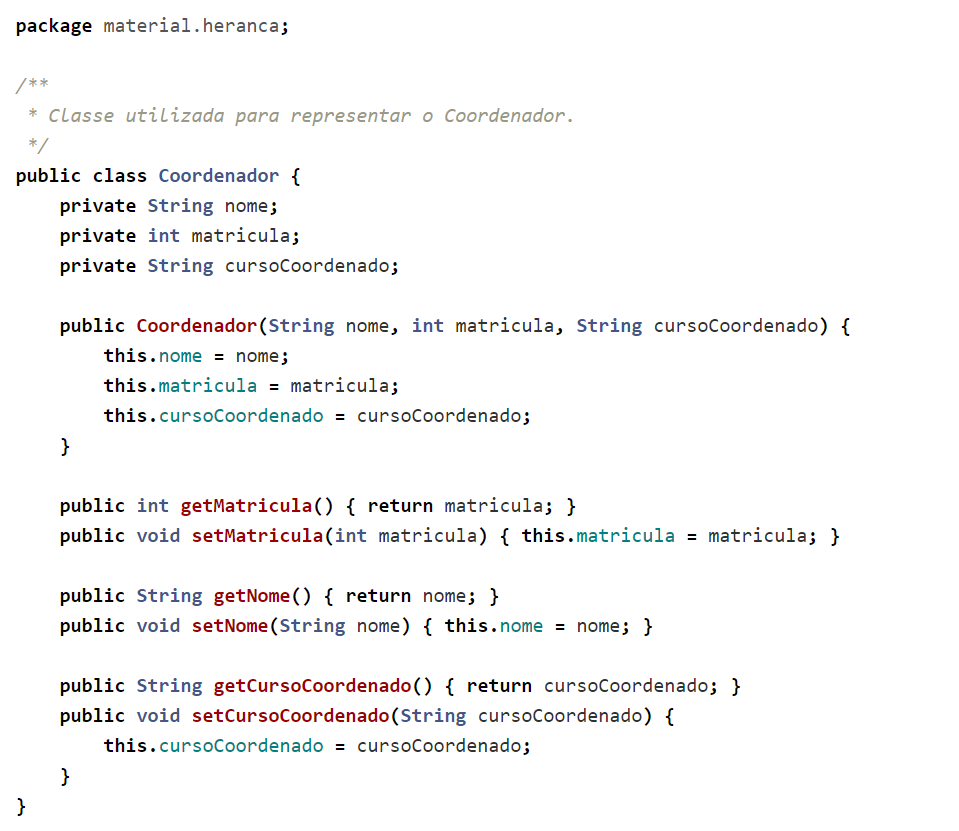 package material.heranca;
/**
 * Classe utilizada para representar o Coordenador.
 */
public class Coordenador {
    private String nome;
    private int matricula;
    private String cursoCoordenado;
    public Coordenador(String nome, int matricula, String cursoCoordenado) {
        this.nome = nome;
        this.matricula = matricula;
        this.cursoCoordenado = cursoCoordenado;
    }
    public int getMatricula() { return matricula; }
    public void setMatricula(int matricula) { this.matricula = matricula; }
    public String getNome() { return nome; }
    public void setNome(String nome) { this.nome = nome; }
    public String getCursoCoordenado() { return cursoCoordenado; }
    public void setCursoCoordenado(String cursoCoordenado) {
        this.cursoCoordenado = cursoCoordenado;
    }
}